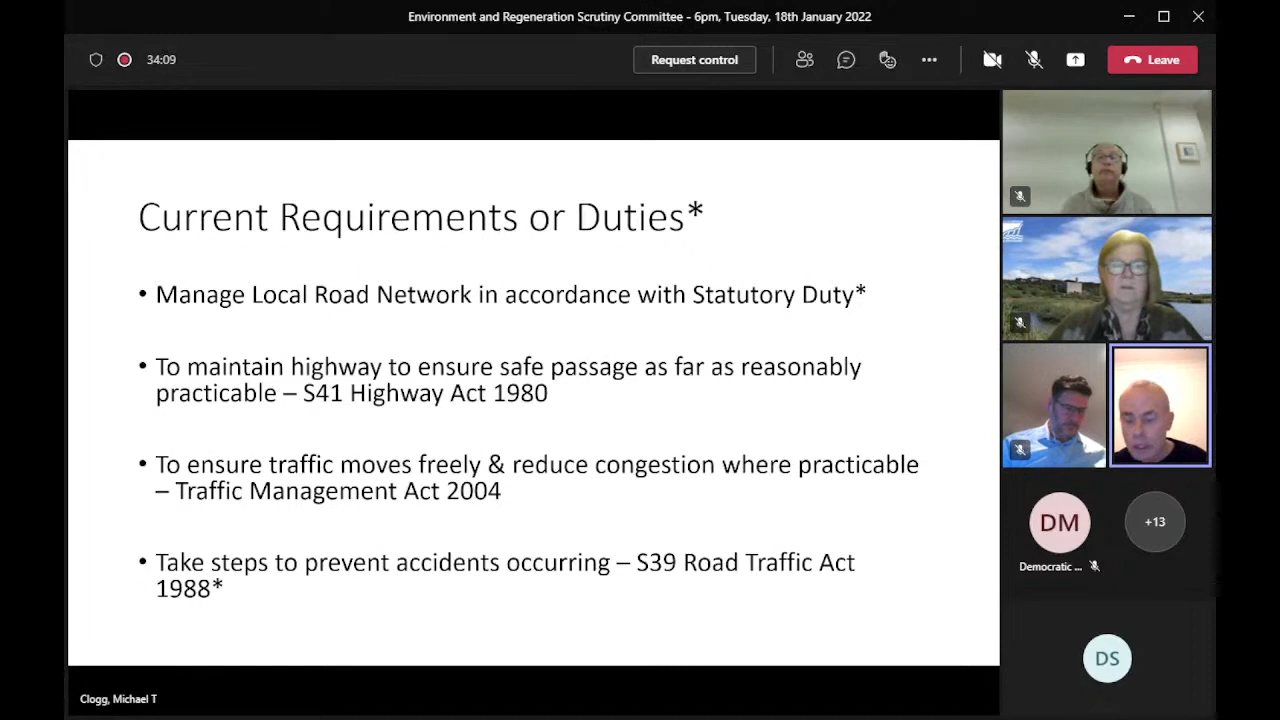 Environment and Regeneration Scrutiny Committee - 6pm, Tuesday, 18th January 2022
34:09
Request control
Leave
Current Requirements or Duties*
• Manage Local Road Network in accordance with Statutory Duty*
• To maintain highway to ensure safe passage as far as reasonably
practicable – S41 Highway Act 1980
• To ensure traffic moves freely & reduce congestion where practicable
– Traffic Management Act 2004
• Take steps to prevent accidents occurring – S39 Road Traffic Act
1988*
DM
+13
Democratic ...
DS
Clogg, Michael T